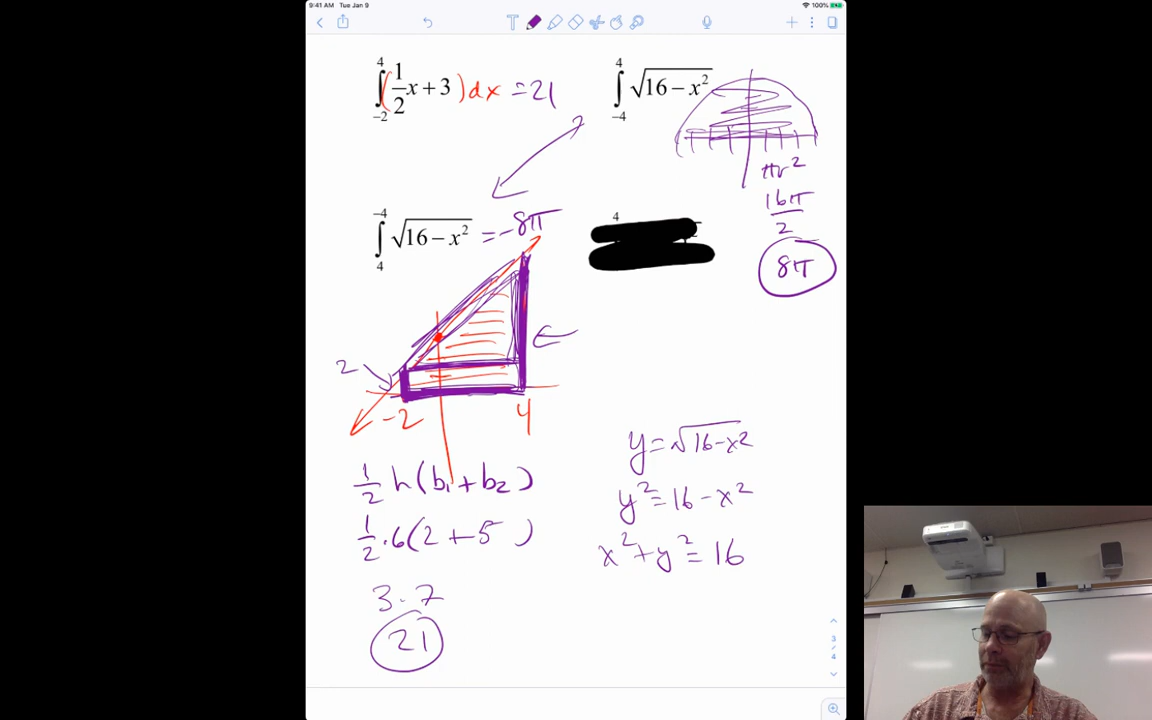 9:41 AM Tue Jan 9
100%
T
∫_{-2}^{4} (1/2 x + 3) dx = 21
∫_{-4}^{4} √(16 − x²)
πr²
16π/2
8π
∫_{4}^{-4} √(16 − x²) = −8π
4
2
-2
4
1/2 h(b₁ + b₂)
1/2 · 6(2 + 5)
3 · 7
21
y = √(16 − x²)
y² = 16 − x²
x² + y² = 16
3
/
4